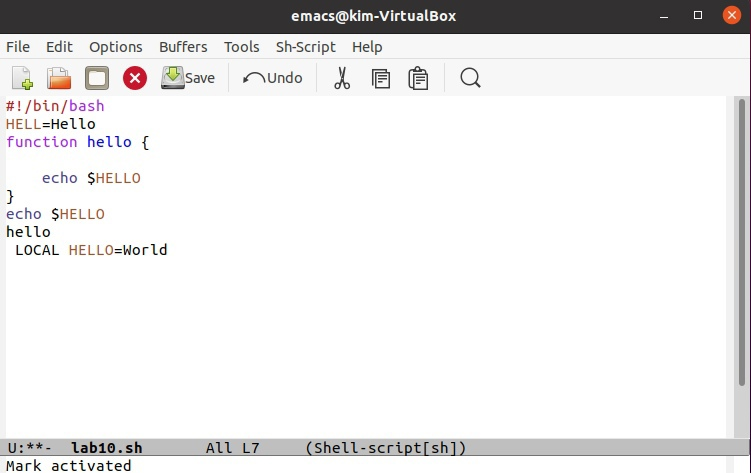 emacs@kim-VirtualBox
File Edit Options Buffers Tools Sh-Script Help
Save Undo
#!/bin/bash
HELL=Hello
function hello {
    echo $HELLO
}
echo $HELLO
hello
 LOCAL HELLO=World
U:**-  lab10.sh       All L7     (Shell-script[sh])
Mark activated